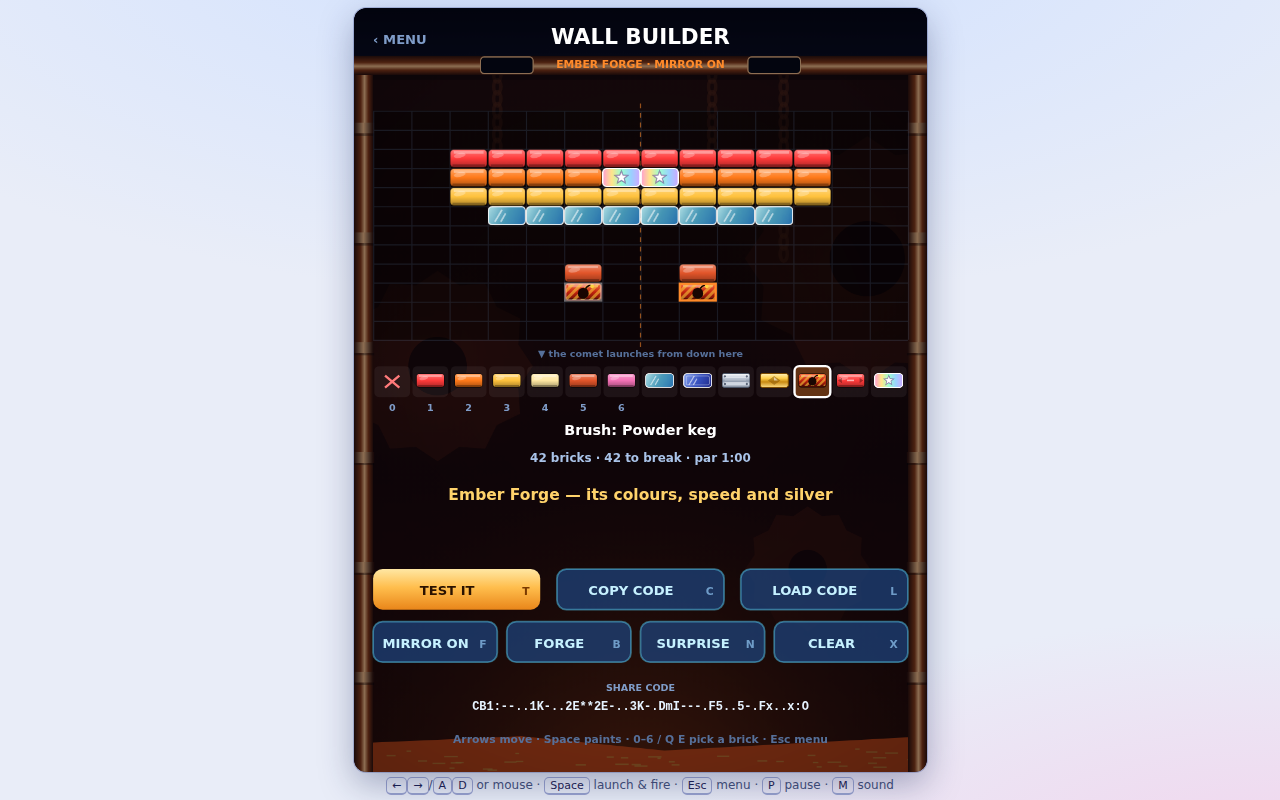 ‹ MENU
WALL BUILDER
EMBER FORGE · MIRROR ON
▼ the comet launches from down here
0 1 2 3 4 5 6
Brush: Powder keg
42 bricks · 42 to break · par 1:00
Ember Forge — its colours, speed and silver
TEST IT T
COPY CODE C
LOAD CODE L
MIRROR ON F
FORGE B
SURPRISE N
CLEAR X
SHARE CODE
CB1:--..1K-..2E**2E-..3K-.DmI---.F5..5-.Fx..x:O
Arrows move · Space paints · 0–6 / Q E pick a brick · Esc menu
← → / A D or mouse · Space launch & fire · Esc menu · P pause · M sound